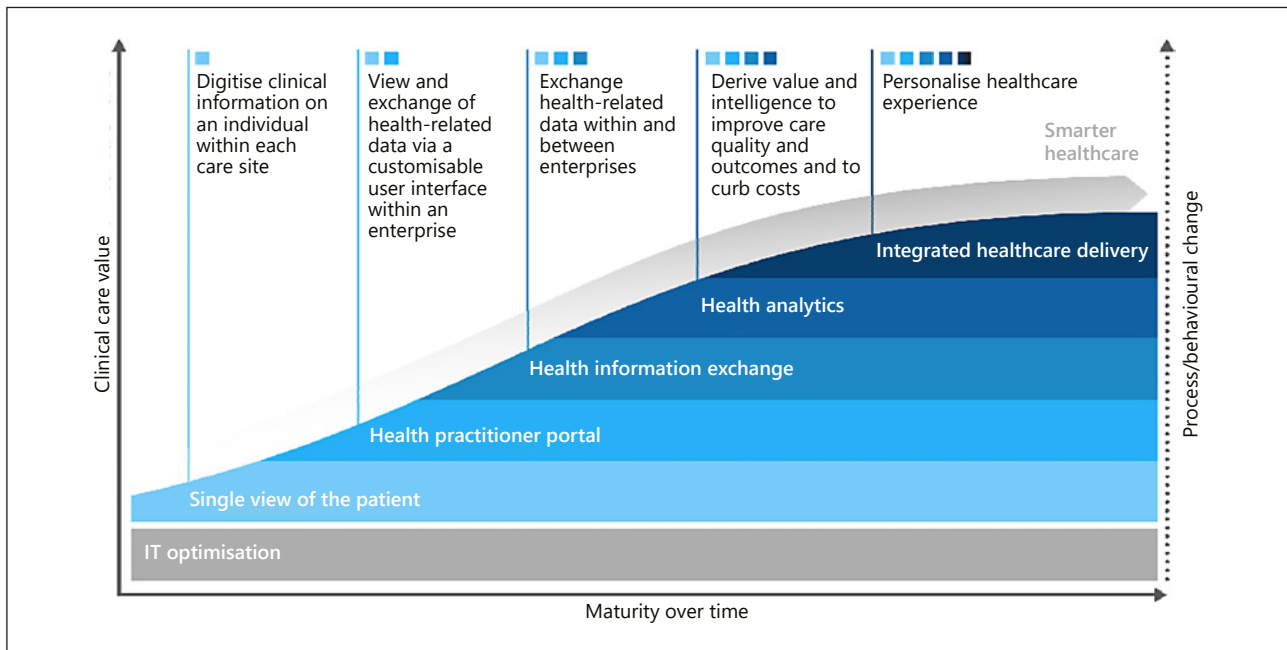 Digitise clinical
information on
an individual
within each
care site
View and
exchange of
health-related
data via a
customisable
user interface
within an
enterprise
Exchange
health-related
data within and
between
enterprises
Derive value and
intelligence to
improve care
quality and
outcomes and to
curb costs
Personalise healthcare
experience
Smarter
healthcare
Clinical care value
Process/behavioural change
Integrated healthcare delivery
Health analytics
Health information exchange
Health practitioner portal
Single view of the patient
IT optimisation
Maturity over time